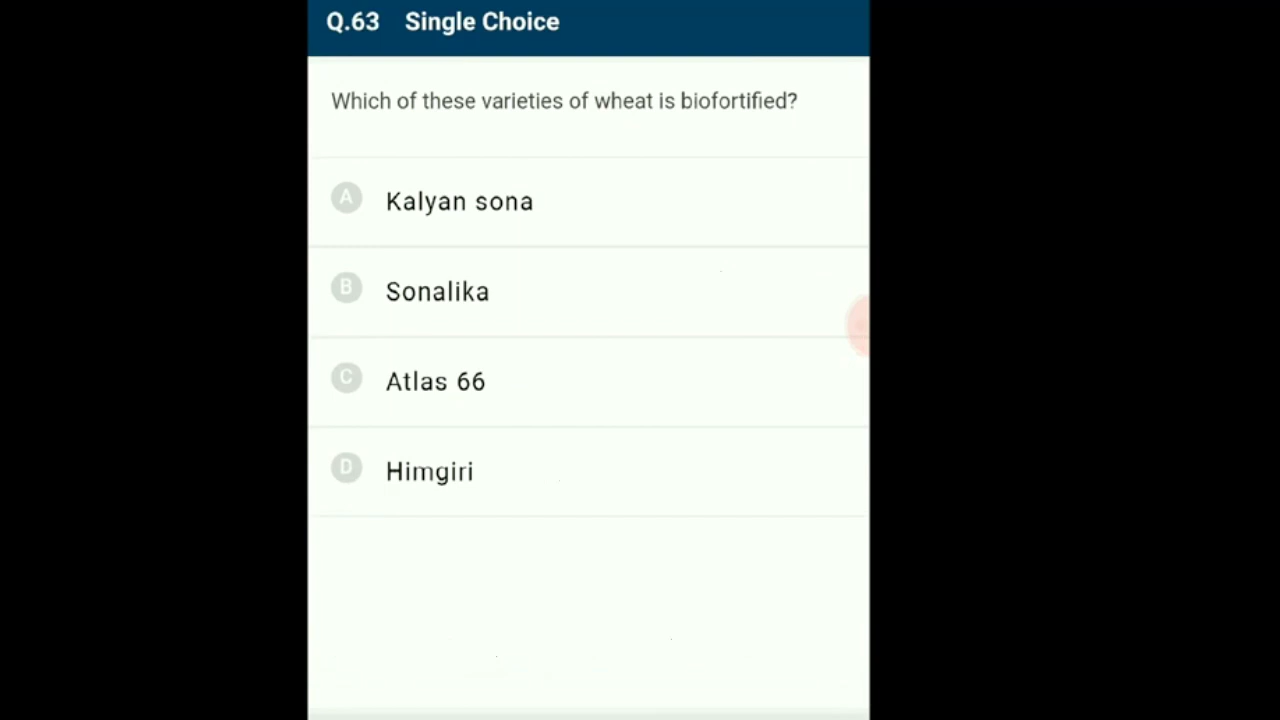 Q.63 Single Choice
Which of these varieties of wheat is biofortified?
A Kalyan sona
B Sonalika
C Atlas 66
D Himgiri